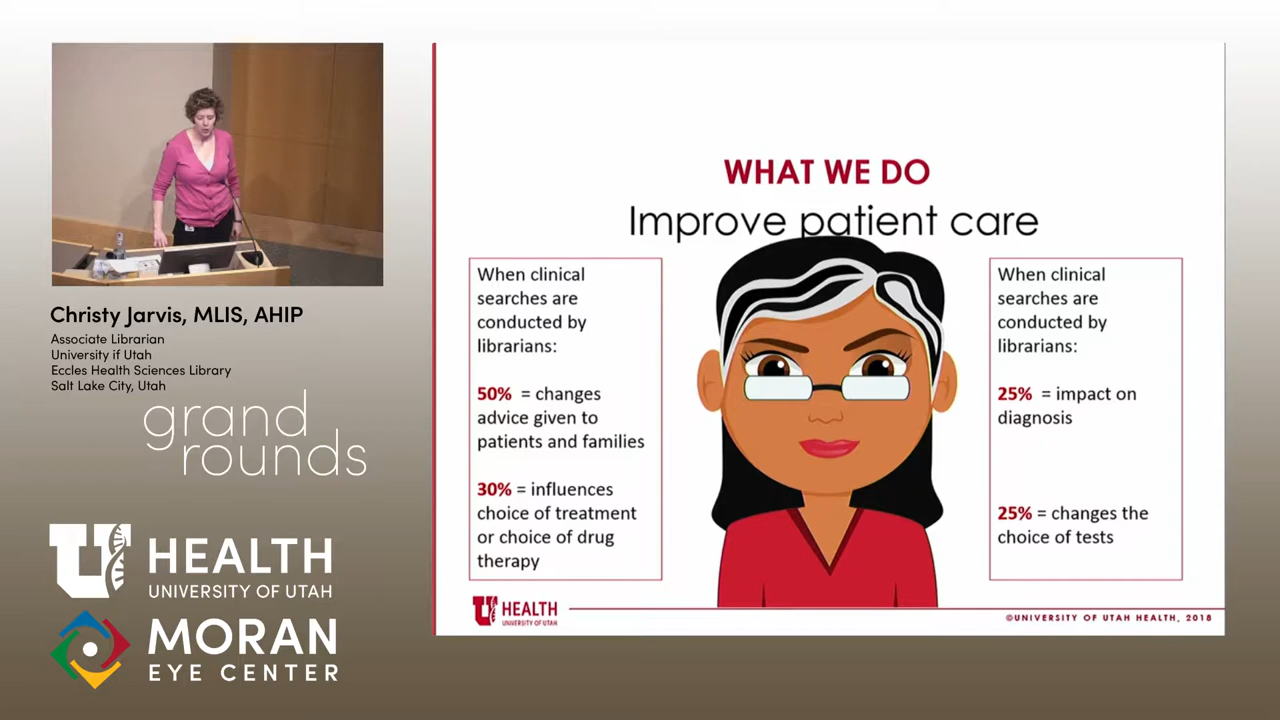 Christy Jarvis, MLIS, AHIP
Associate Librarian
University if Utah
Eccles Health Sciences Library
Salt Lake City, Utah
grand
rounds
U HEALTH
UNIVERSITY OF UTAH
MORAN
EYE CENTER
WHAT WE DO
Improve patient care
When clinical
searches are
conducted by
librarians:
50% = changes
advice given to
patients and families
30% = influences
choice of treatment
or choice of drug
therapy
When clinical
searches are
conducted by
librarians:
25% = impact on
diagnosis
25% = changes the
choice of tests
U HEALTH
UNIVERSITY OF UTAH
©UNIVERSITY OF UTAH HEALTH, 2018